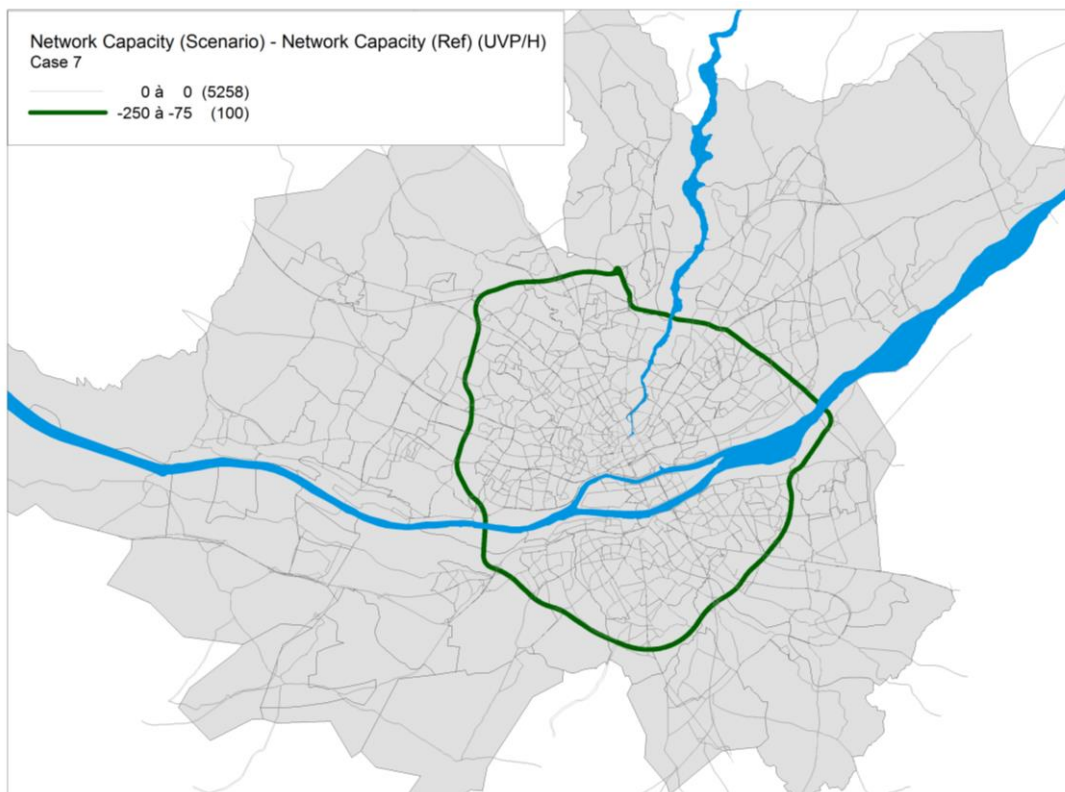 Network Capacity (Scenario) - Network Capacity (Ref) (UVP/H)
Case 7
0 à 0 (5258)
-250 à -75 (100)